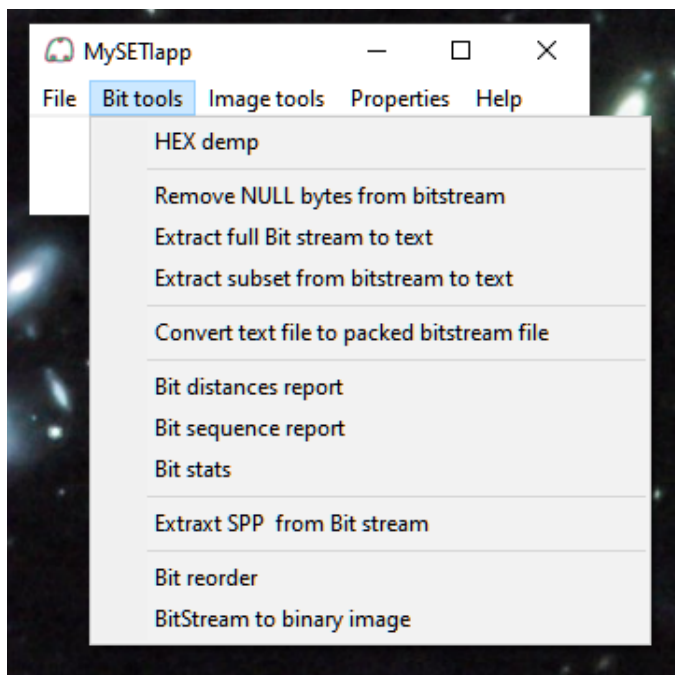 MySETIapp
File Bit tools Image tools Properties Help
HEX demp
Remove NULL bytes from bitstream
Extract full Bit stream to text
Extract subset from bitstream to text
Convert text file to packed bitstream file
Bit distances report
Bit sequence report
Bit stats
Extraxt SPP  from Bit stream
Bit reorder
BitStream to binary image